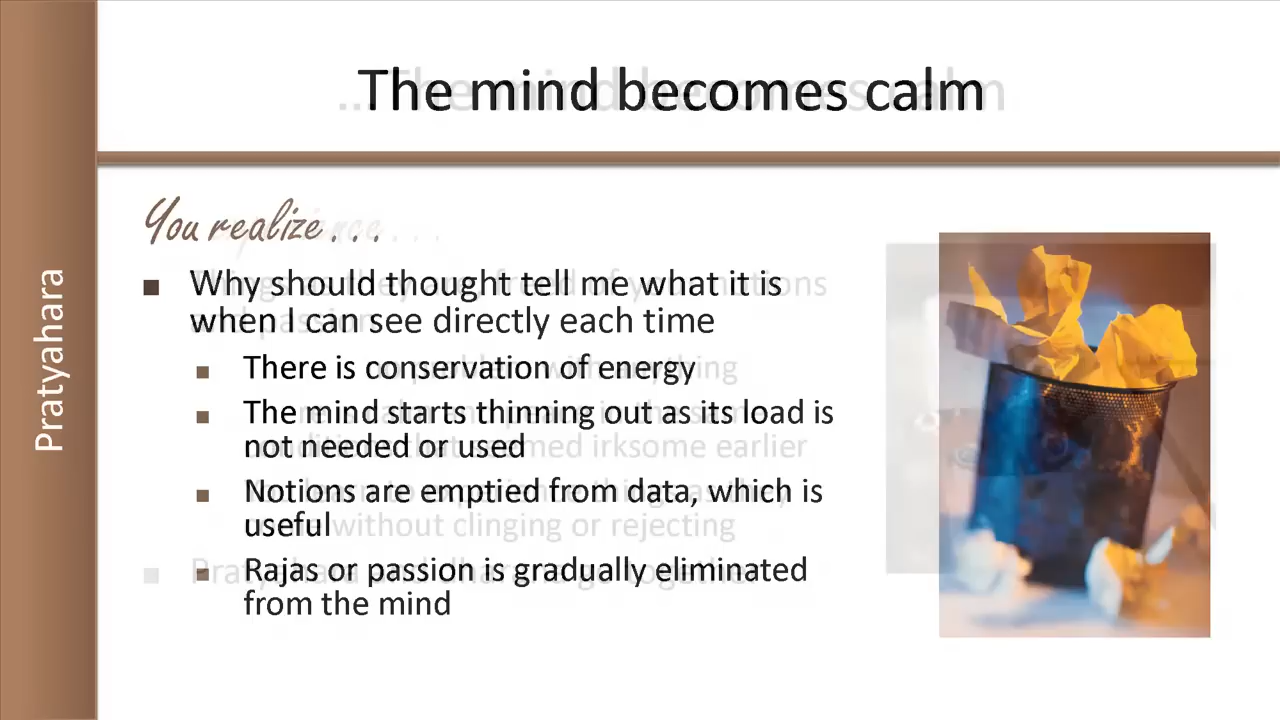 The mind becomes calm
Pratyahara
You realize . . .
Why should thought tell me what it is
when I can see directly each time
There is conservation of energy
The mind starts thinning out as its load is
not needed or used
Notions are emptied from data, which is
useful
Rajas or passion is gradually eliminated
from the mind